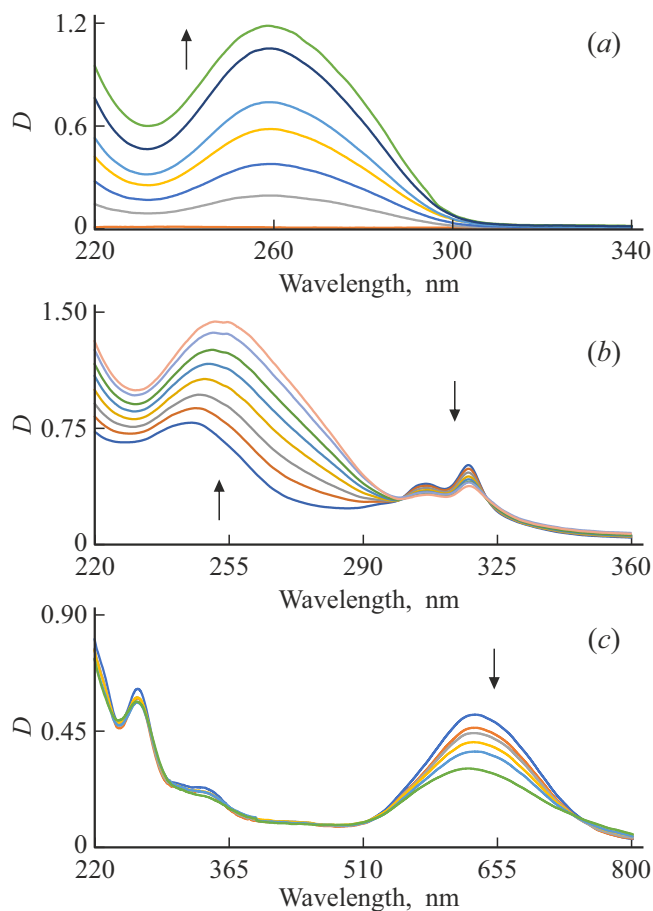 1.2
(a)
D
0.6
0
220 260 300 340
Wavelength, nm
1.50
(b)
D
0.75
0
220 255 290 325 360
Wavelength, nm
0.90
(c)
D
0.45
0
220 365 510 655 800
Wavelength, nm